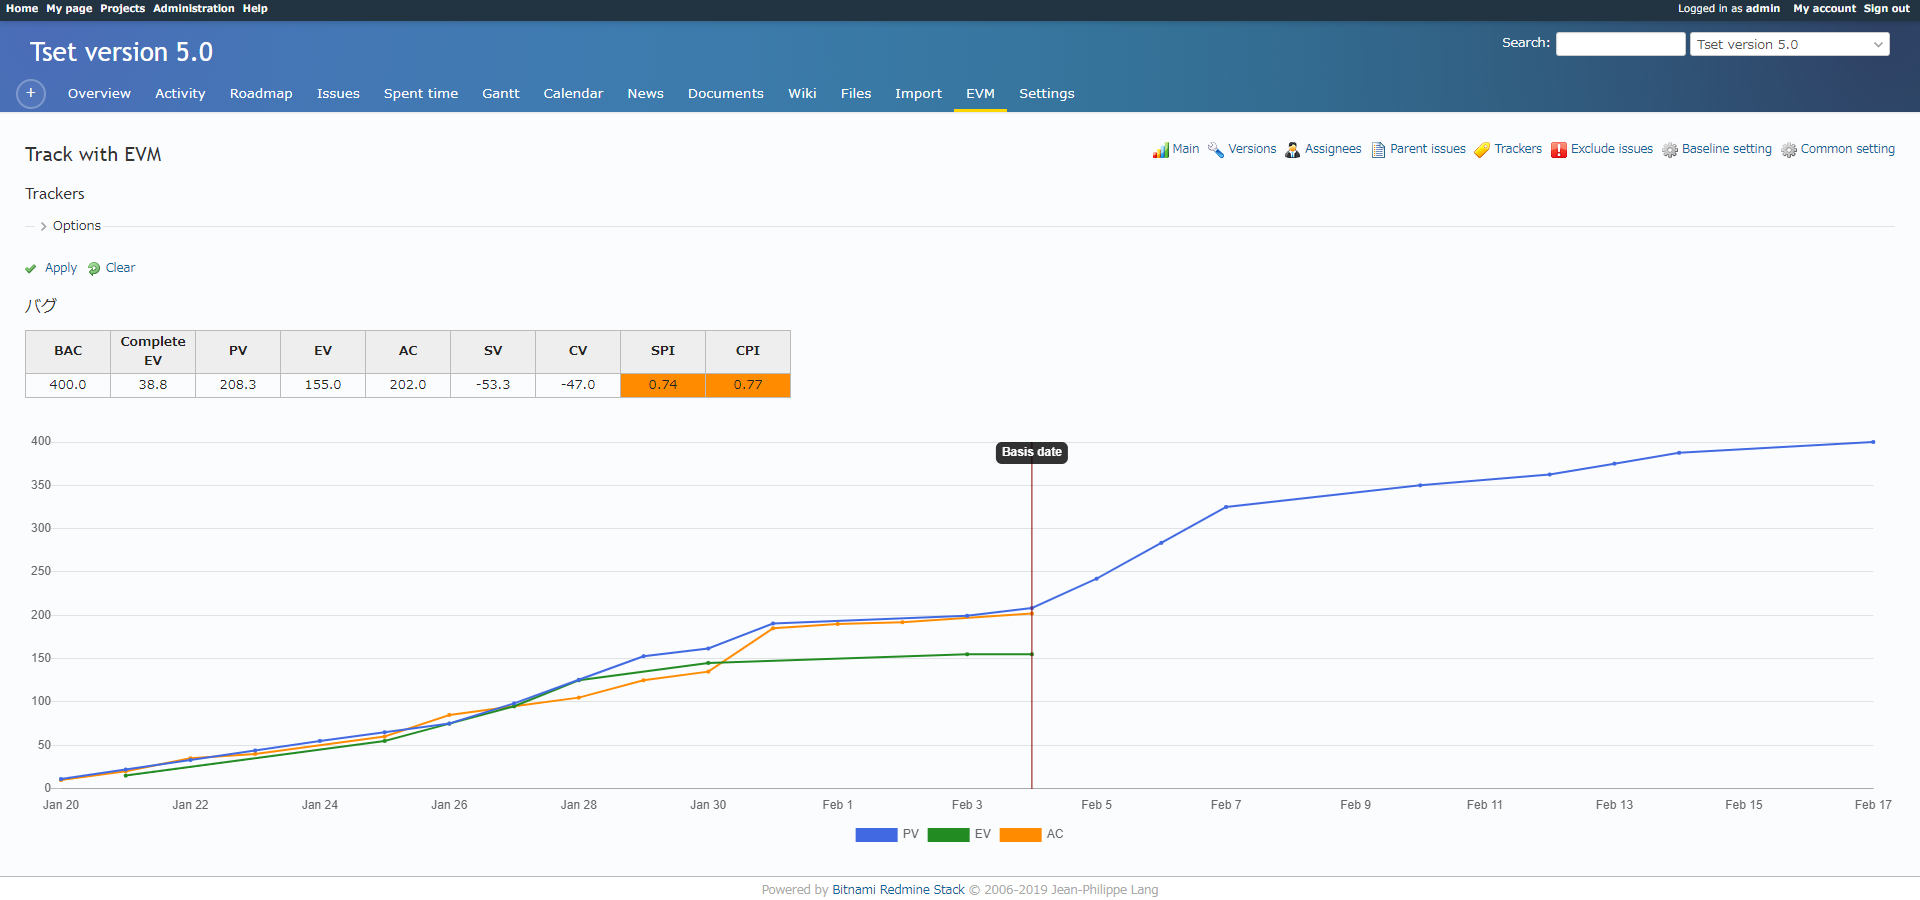 Home My page Projects Administration Help
Logged in as admin My account Sign out
Tset version 5.0
Search:
Tset version 5.0
+ Overview Activity Roadmap Issues Spent time Gantt Calendar News Documents Wiki Files Import EVM Settings
Track with EVM
Main Versions Assignees Parent issues Trackers Exclude issues Baseline setting Common setting
Trackers
Options
Apply Clear
バグ
BAC Complete EV PV EV AC SV CV SPI CPI
400.0 38.8 208.3 155.0 202.0 -53.3 -47.0 0.74 0.77
400
Basis date
350
300
250
200
150
100
50
0
Jan 20 Jan 22 Jan 24 Jan 26 Jan 28 Jan 30 Feb 1 Feb 3 Feb 5 Feb 7 Feb 9 Feb 11 Feb 13 Feb 15 Feb 17
PV EV AC
Powered by Bitnami Redmine Stack © 2006-2019 Jean-Philippe Lang